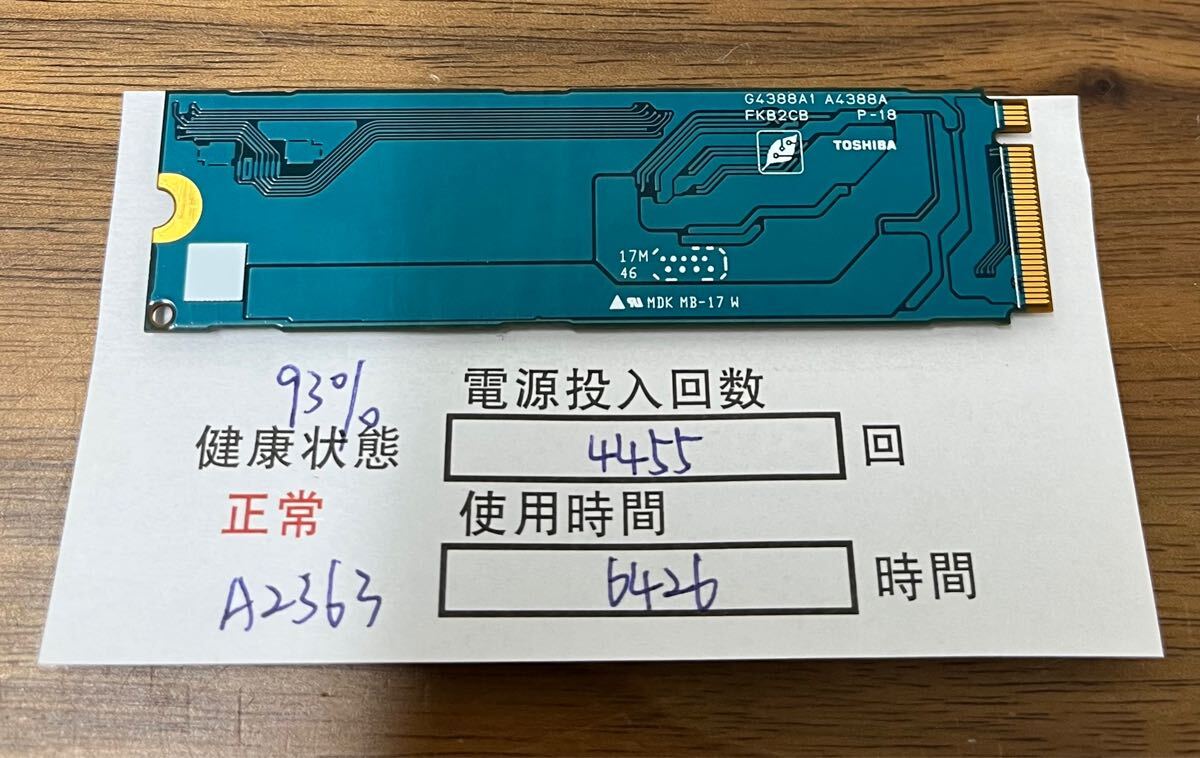 G4388A1 A4388A
FKB2CB P-18
TOSHIBA
17M
46
MDK MB-17 W
93%
健康状態
正常
A2363
電源投入回数
4455 回
使用時間
6426 時間